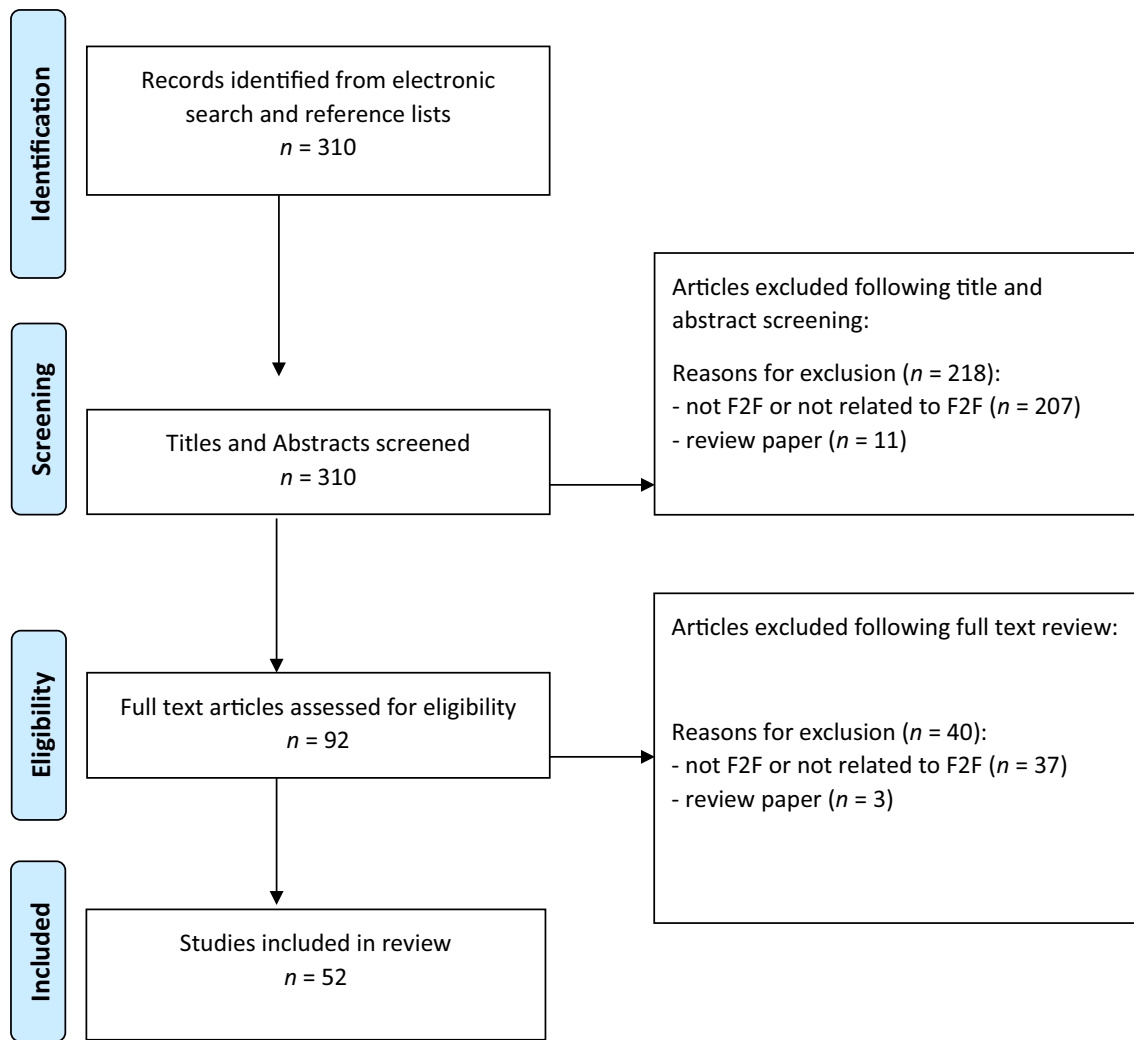 Identification
Records identified from electronic
search and reference lists
n = 310
Screening
Titles and Abstracts screened
n = 310
Articles excluded following title and
abstract screening:
Reasons for exclusion (n = 218):
- not F2F or not related to F2F (n = 207)
- review paper (n = 11)
Eligibility
Full text articles assessed for eligibility
n = 92
Articles excluded following full text review:
Reasons for exclusion (n = 40):
- not F2F or not related to F2F (n = 37)
- review paper (n = 3)
Included
Studies included in review
n = 52